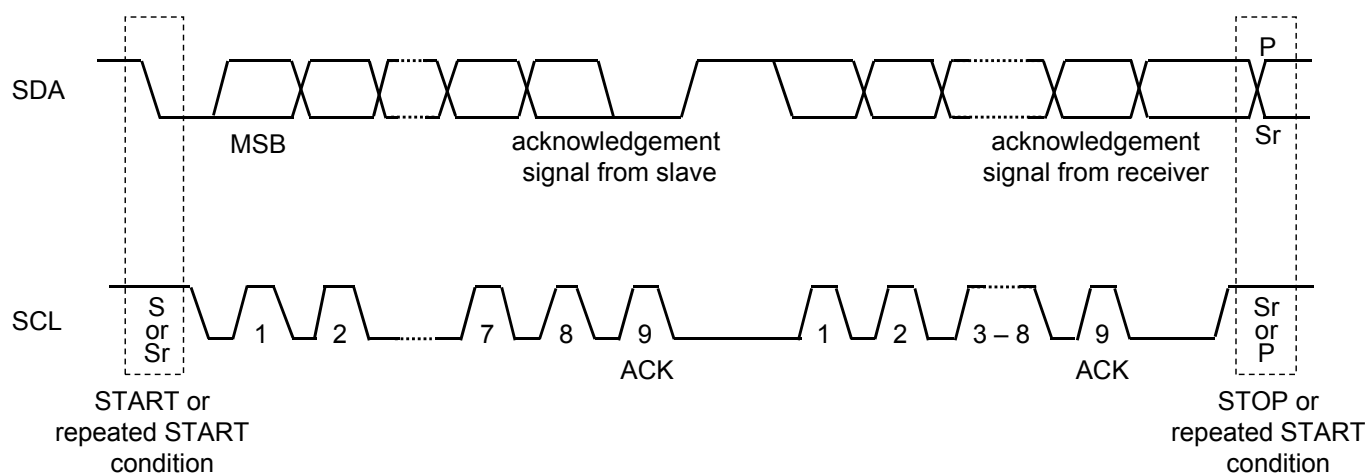 P
SDA
MSB
acknowledgement
signal from slave
acknowledgement
signal from receiver
Sr
SCL
S
or
Sr
1
2
7
8
9
1
2
3 – 8
9
Sr
or
P
ACK
ACK
START or
repeated START
condition
STOP or
repeated START
condition